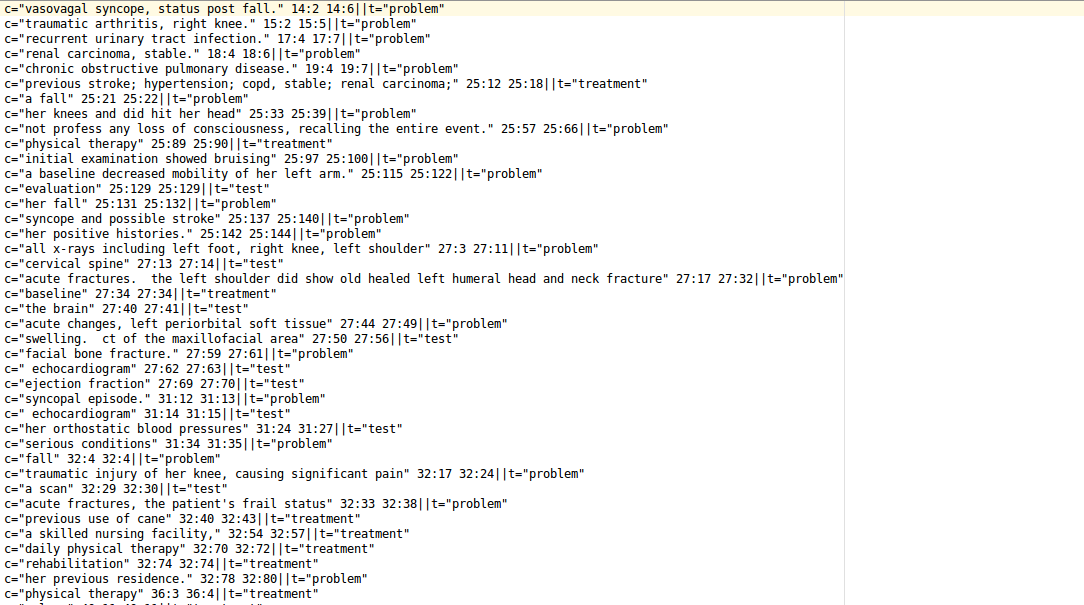 c="vasovagal syncope, status post fall." 14:2 14:6||t="problem"
c="traumatic arthritis, right knee." 15:2 15:5||t="problem"
c="recurrent urinary tract infection." 17:4 17:7||t="problem"
c="renal carcinoma, stable." 18:4 18:6||t="problem"
c="chronic obstructive pulmonary disease." 19:4 19:7||t="problem"
c="previous stroke; hypertension; copd, stable; renal carcinoma;" 25:12 25:18||t="treatment"
c="a fall" 25:21 25:22||t="problem"
c="her knees and did hit her head" 25:33 25:39||t="problem"
c="not profess any loss of consciousness, recalling the entire event." 25:57 25:66||t="problem"
c="physical therapy" 25:89 25:90||t="treatment"
c="initial examination showed bruising" 25:97 25:100||t="problem"
c="a baseline decreased mobility of her left arm." 25:115 25:122||t="problem"
c="evaluation" 25:129 25:129||t="test"
c="her fall" 25:131 25:132||t="problem"
c="syncope and possible stroke" 25:137 25:140||t="problem"
c="her positive histories." 25:142 25:144||t="problem"
c="all x-rays including left foot, right knee, left shoulder" 27:3 27:11||t="problem"
c="cervical spine" 27:13 27:14||t="test"
c="acute fractures.  the left shoulder did show old healed left humeral head and neck fracture" 27:17 27:32||t="problem"
c="baseline" 27:34 27:34||t="treatment"
c="the brain" 27:40 27:41||t="test"
c="acute changes, left periorbital soft tissue" 27:44 27:49||t="problem"
c="swelling.  ct of the maxillofacial area" 27:50 27:56||t="test"
c="facial bone fracture." 27:59 27:61||t="problem"
c=" echocardiogram" 27:62 27:63||t="test"
c="ejection fraction" 27:69 27:70||t="test"
c="syncopal episode." 31:12 31:13||t="problem"
c=" echocardiogram" 31:14 31:15||t="test"
c="her orthostatic blood pressures" 31:24 31:27||t="test"
c="serious conditions" 31:34 31:35||t="problem"
c="fall" 32:4 32:4||t="problem"
c="traumatic injury of her knee, causing significant pain" 32:17 32:24||t="problem"
c="a scan" 32:29 32:30||t="test"
c="acute fractures, the patient's frail status" 32:33 32:38||t="problem"
c="previous use of cane" 32:40 32:43||t="treatment"
c="a skilled nursing facility," 32:54 32:57||t="treatment"
c="daily physical therapy" 32:70 32:72||t="treatment"
c="rehabilitation" 32:74 32:74||t="treatment"
c="her previous residence." 32:78 32:80||t="problem"
c="physical therapy" 36:3 36:4||t="treatment"